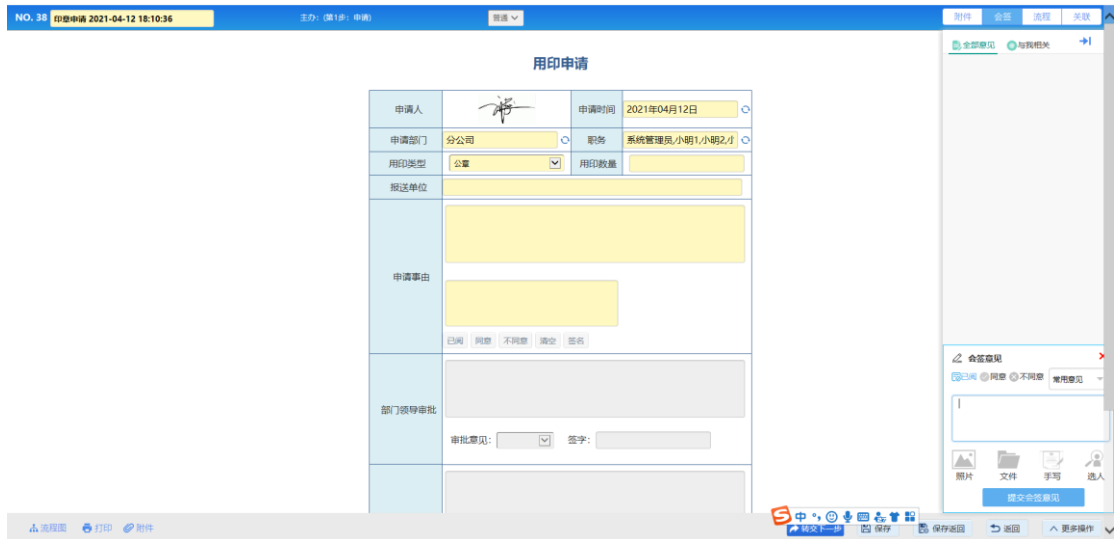 NO. 38 印章申请 2021-04-12 18:10:36 主办: (第1步: 申请) 普通 附件 会签 流程 关联
全部意见 与我相关
用印申请
申请人 申请时间 2021年04月12日
申请部门 分公司 职务 系统管理员,小明1,小明2,小
用印类型 公章 用印数量
报送单位
申请事由
已阅 同意 不同意 清空 签名
部门领导审批
审批意见: 签字:
会签意见
已阅 同意 不同意 常用意见
照片 文件 手写 选人
提交会签意见
中
流程图 打印 附件 转交下一步 保存 保存返回 返回 更多操作